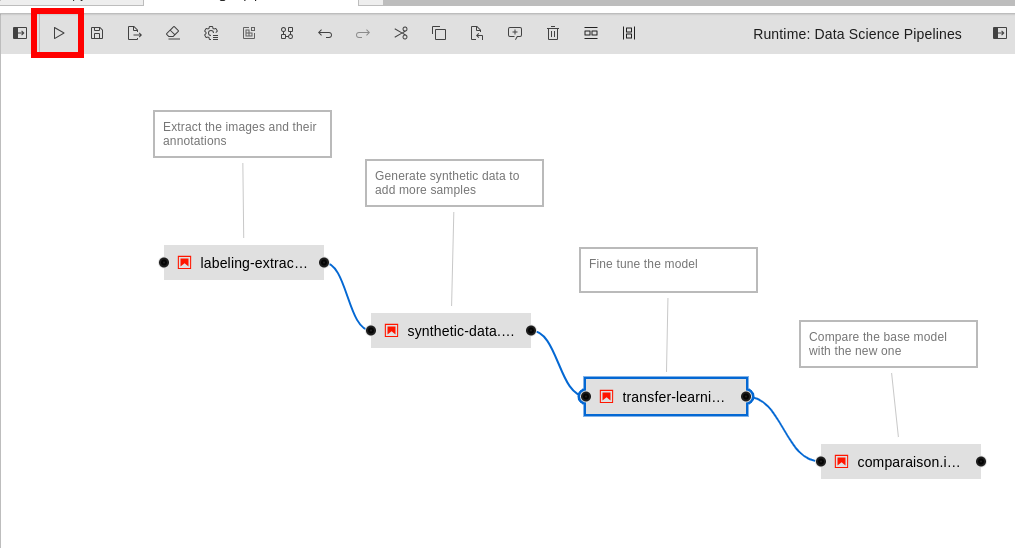 Runtime: Data Science Pipelines
Extract the images and their
annotations
Generate synthetic data to
add more samples
labeling-extrac…
Fine tune the model
synthetic-data.…
Compare the base model
with the new one
transfer-learni…
comparaison.i…